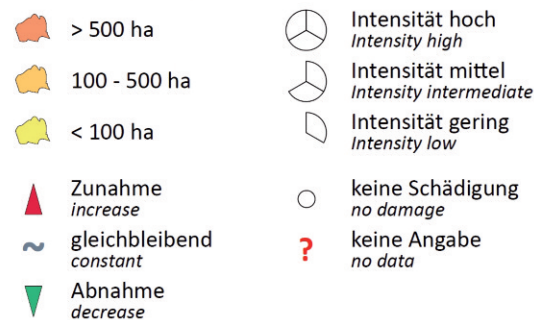 > 500 ha
100 - 500 ha
< 100 ha
Zunahme
increase
~ gleichbleibend
constant
Abnahme
decrease
Intensität hoch
Intensity high
Intensität mittel
Intensity intermediate
Intensität gering
Intensity low
keine Schädigung
no damage
? keine Angabe
no data